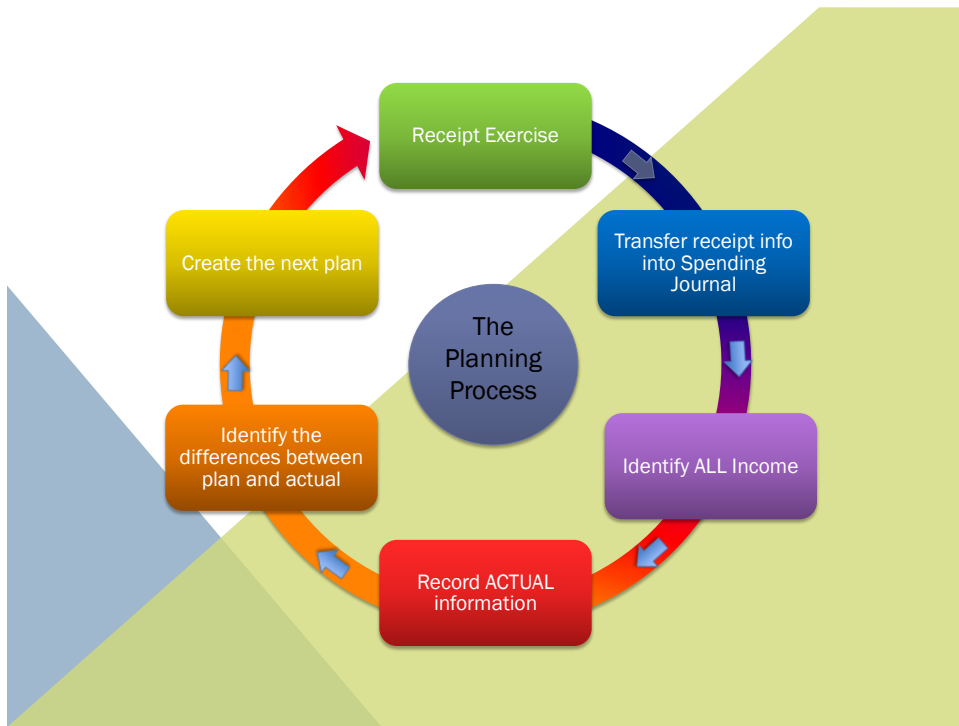 Receipt Exercise
Transfer receipt info
into Spending
Journal
Identify ALL Income
Record ACTUAL
information
Identify the
differences between
plan and actual
Create the next plan
The
Planning
Process